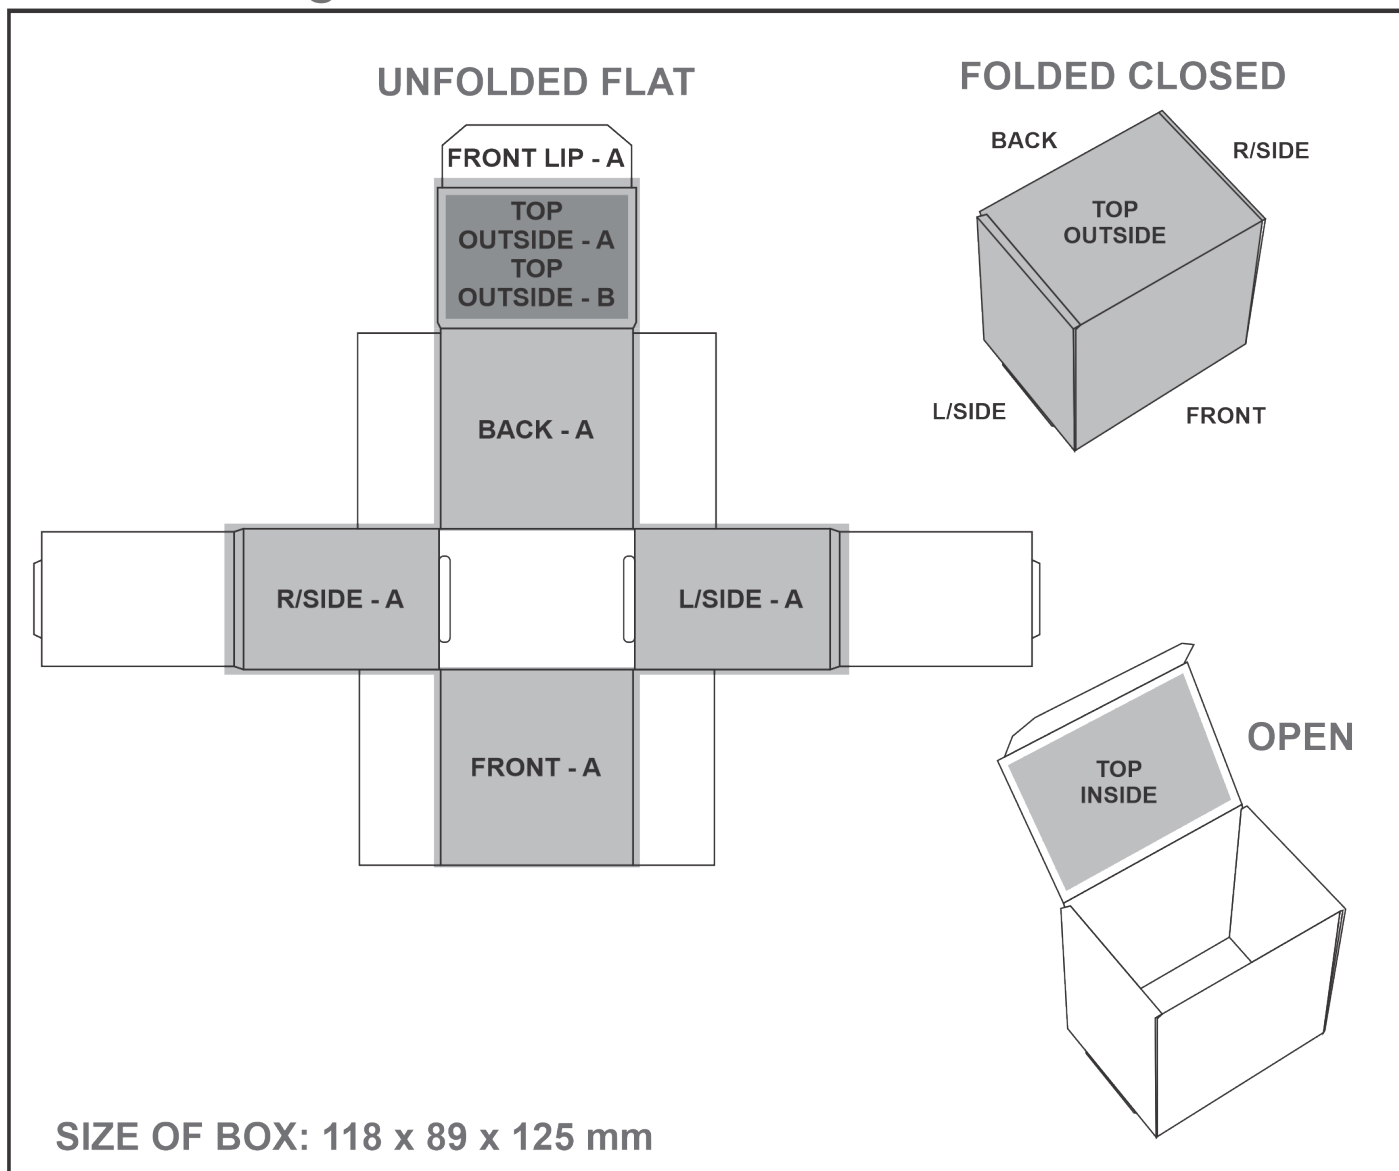 UNFOLDED FLAT
FOLDED CLOSED
FRONT LIP - A
TOP
OUTSIDE - A
TOP
OUTSIDE - B
BACK - A
R/SIDE - A
L/SIDE - A
FRONT - A
BACK
R/SIDE
TOP
OUTSIDE
L/SIDE
FRONT
OPEN
TOP
INSIDE
SIZE OF BOX: 118 x 89 x 125 mm